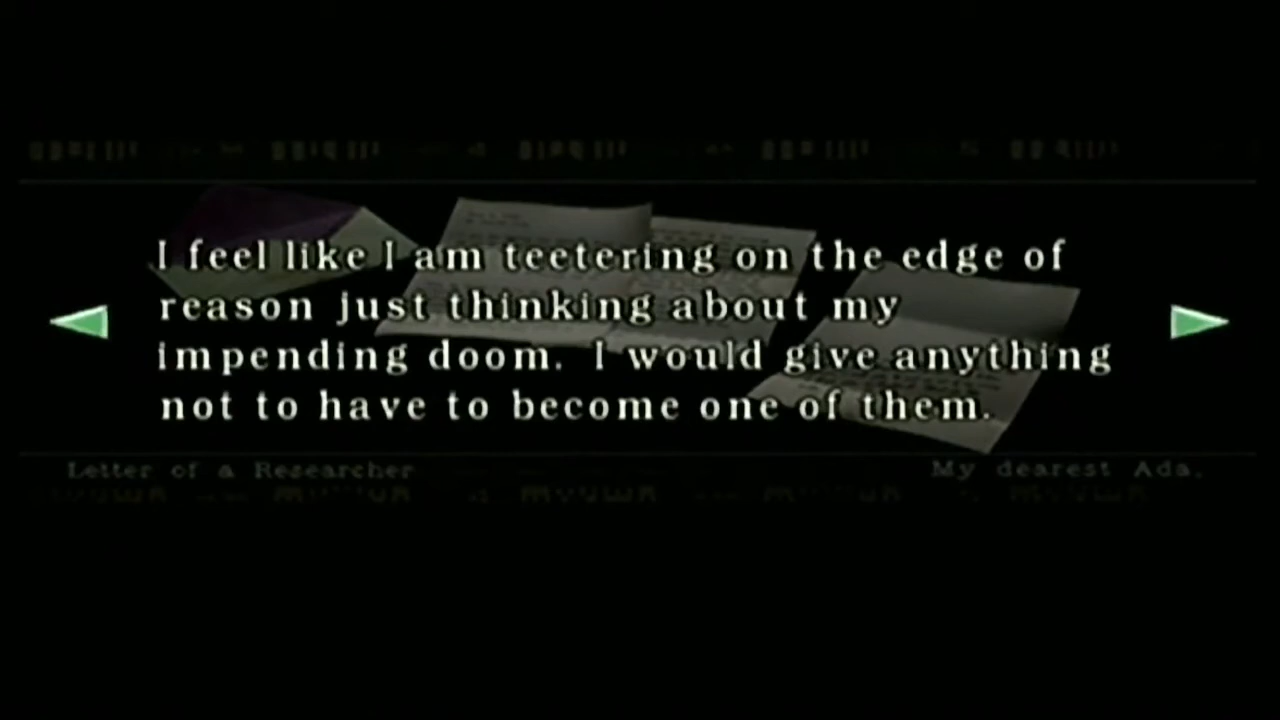 I feel like I am teetering on the edge of
reason just thinking about my
impending doom. I would give anything
not to have to become one of them.
Letter of a Researcher
My dearest Ada.